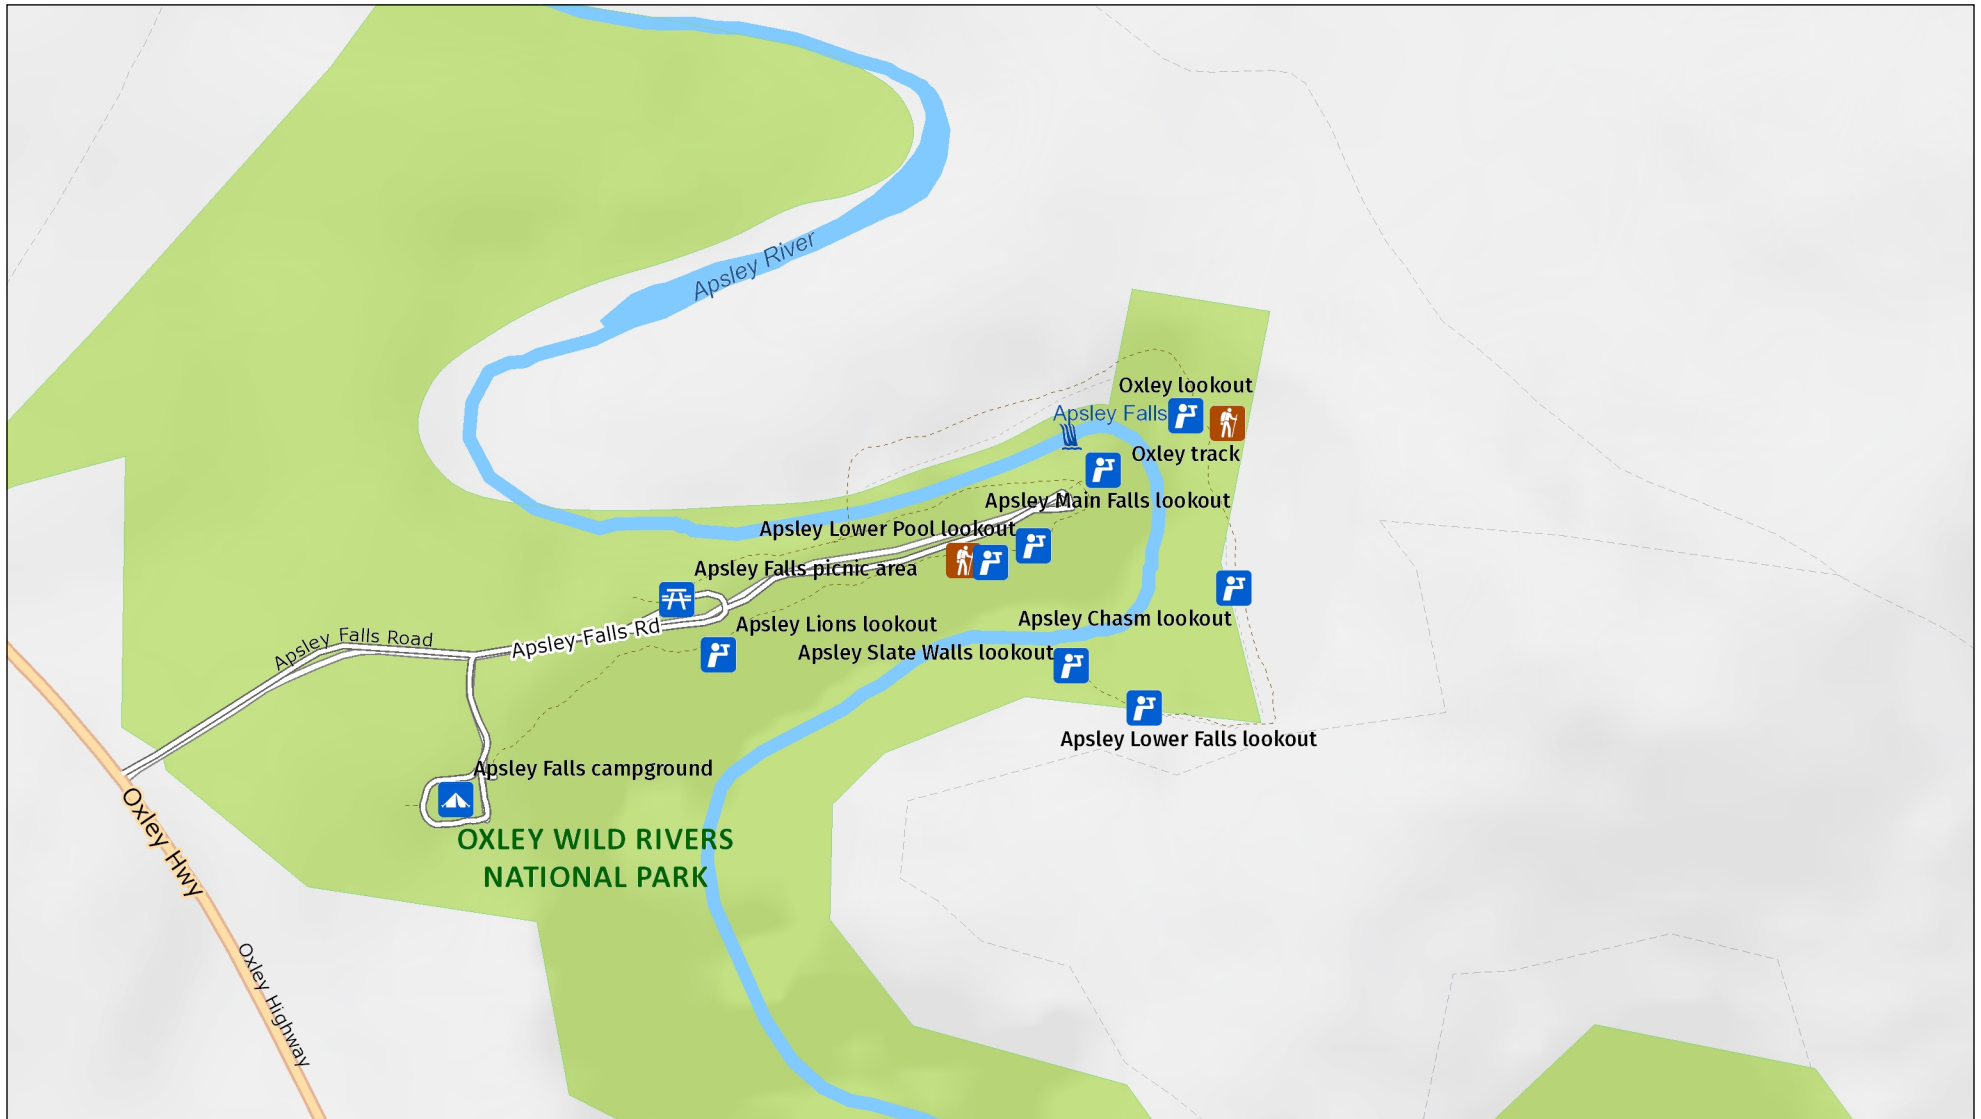 Apsley River
Oxley lookout
Apsley Falls
Oxley track
Apsley Main Falls lookout
Apsley Lower Pool lookout
Apsley Falls picnic area
Apsley Chasm lookout
Apsley Lions lookout
Apsley Falls Road
Apsley Falls Rd
Apsley Slate Walls lookout
Apsley Lower Falls lookout
Apsley Falls campground
Oxley Hwy
OXLEY WILD RIVERS
NATIONAL PARK
Oxley Highway